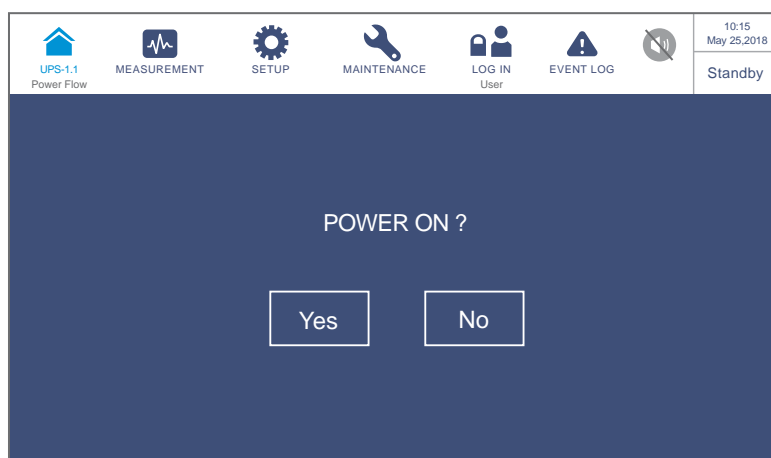 UPS-1.1
Power Flow
MEASUREMENT
SETUP
MAINTENANCE
LOG IN
User
EVENT LOG
10:15
May 25,2018
Standby
POWER ON ?
Yes
No